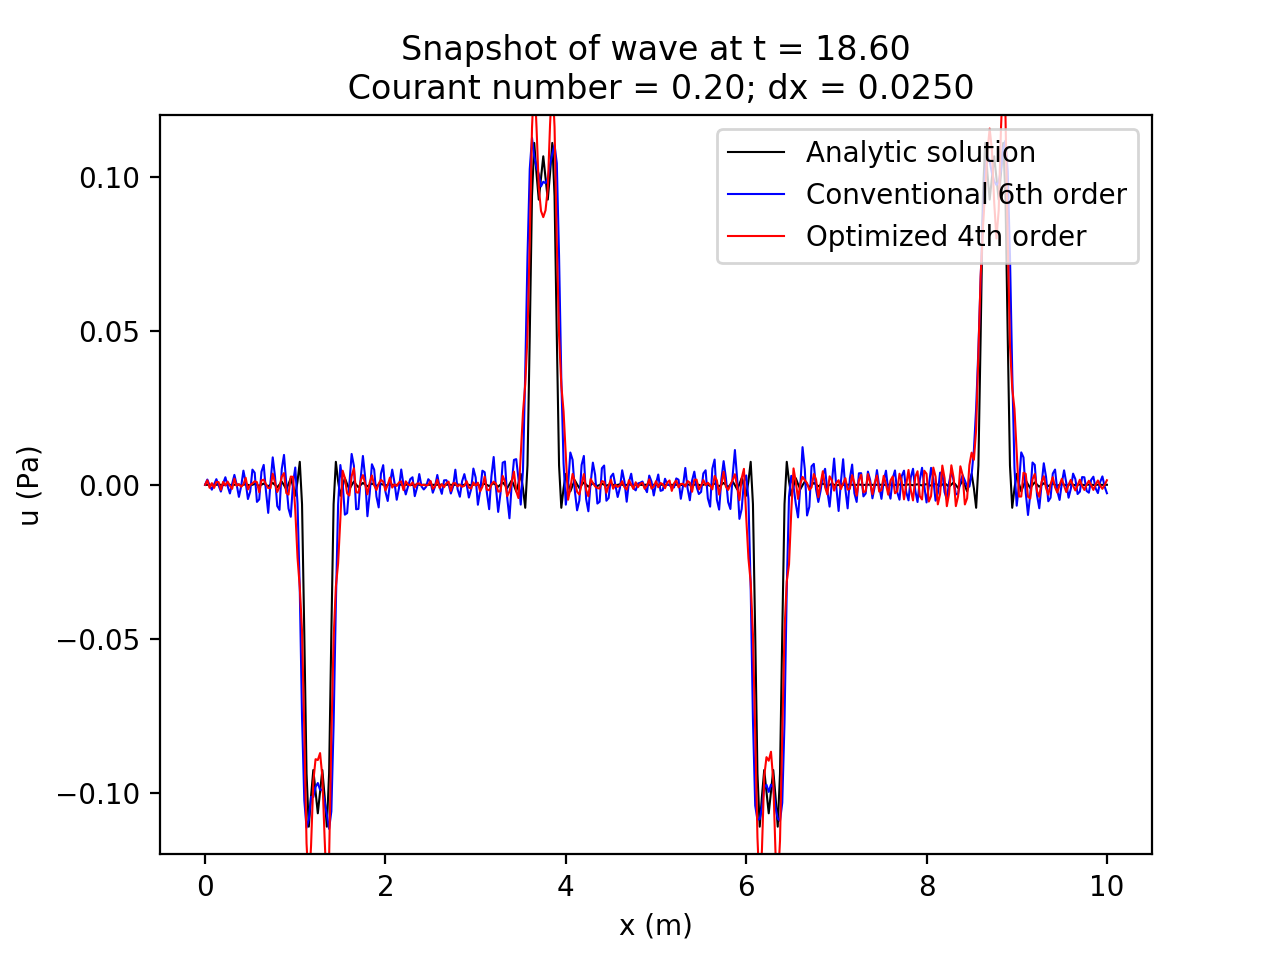 Snapshot of wave at t = 18.60
Courant number = 0.20; dx = 0.0250
Analytic solution
Conventional 6th order
Optimized 4th order
0.10
0.05
0.00
−0.05
−0.10
u (Pa)
0 2 4 6 8 10
x (m)